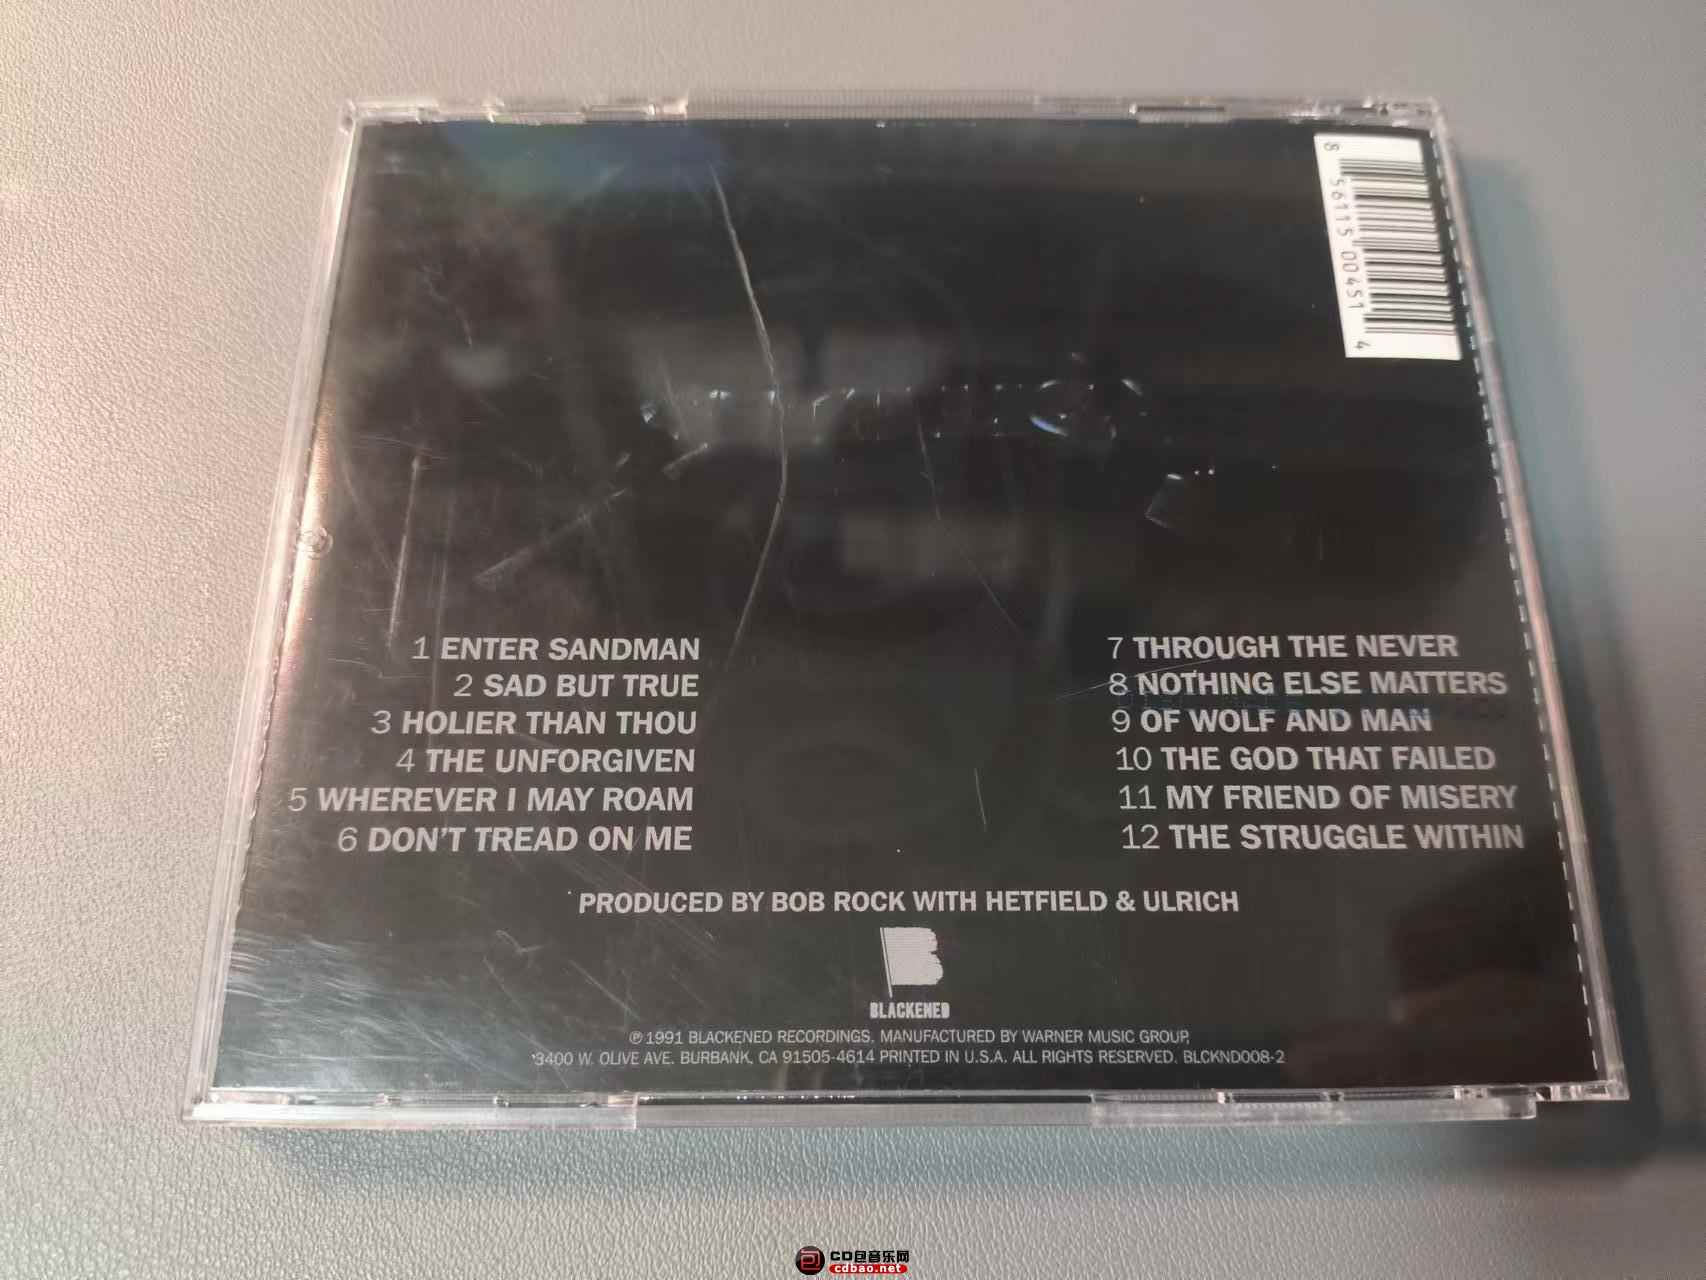 8 56115 00451 4
1 ENTER SANDMAN
2 SAD BUT TRUE
3 HOLIER THAN THOU
4 THE UNFORGIVEN
5 WHEREVER I MAY ROAM
6 DON'T TREAD ON ME
7 THROUGH THE NEVER
8 NOTHING ELSE MATTERS
9 OF WOLF AND MAN
10 THE GOD THAT FAILED
11 MY FRIEND OF MISERY
12 THE STRUGGLE WITHIN
PRODUCED BY BOB ROCK WITH HETFIELD & ULRICH
B
BLACKENED
℗ 1991 BLACKENED RECORDINGS. MANUFACTURED BY WARNER MUSIC GROUP,
3400 W. OLIVE AVE. BURBANK, CA 91505-4614 PRINTED IN U.S.A. ALL RIGHTS RESERVED. BLCKND008-2
CD包音乐网
cdbao.net